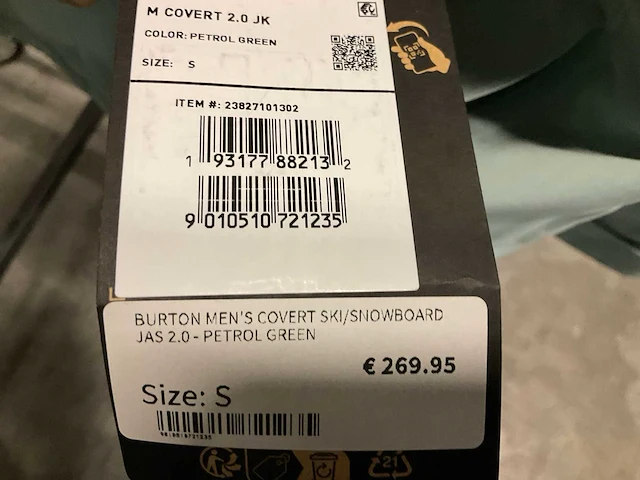 M COVERT 2.0 JK
COLOR: PETROL GREEN
SIZE: S
ITEM #: 23827101302
1 93177 88213 2
9 010510 721235
BURTON MEN'S COVERT SKI/SNOWBOARD
JAS 2.0 - PETROL GREEN
€ 269.95
Size: S
21